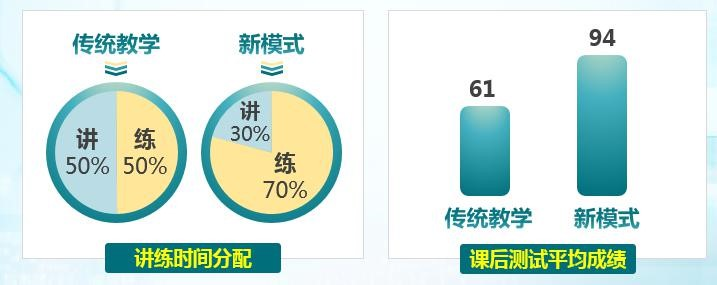 传统教学
新模式
讲
50%
练
50%
讲
30%
练
70%
讲练时间分配
61
94
传统教学
新模式
课后测试平均成绩